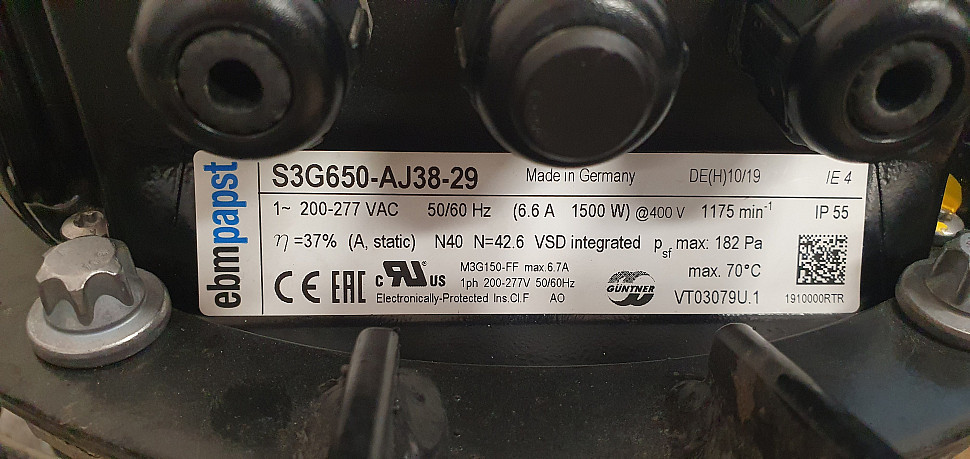 ebmpapst
S3G650-AJ38-29 Made in Germany DE(H)10/19 IE 4
1~ 200-277 VAC 50/60 Hz (6.6 A 1500 W) @400 V 1175 min-1 IP 55
η =37% (A, static) N40 N=42.6 VSD integrated psf max: 182 Pa
CE EAC c RU US M3G150-FF max.6.7A GÜNTNER max. 70°C
1ph 200-277V 50/60Hz
Electronically-Protected Ins.Cl.F AO VT03079U.1 1910000RTR